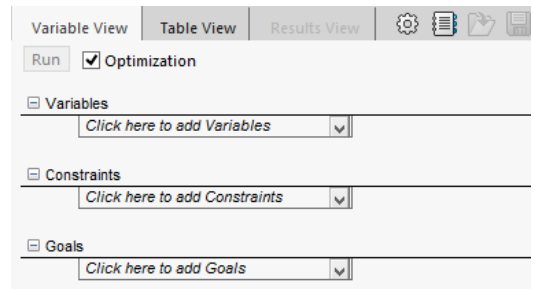 Variable View Table View Results View
Run Optimization
Variables
Click here to add Variables
Constraints
Click here to add Constraints
Goals
Click here to add Goals